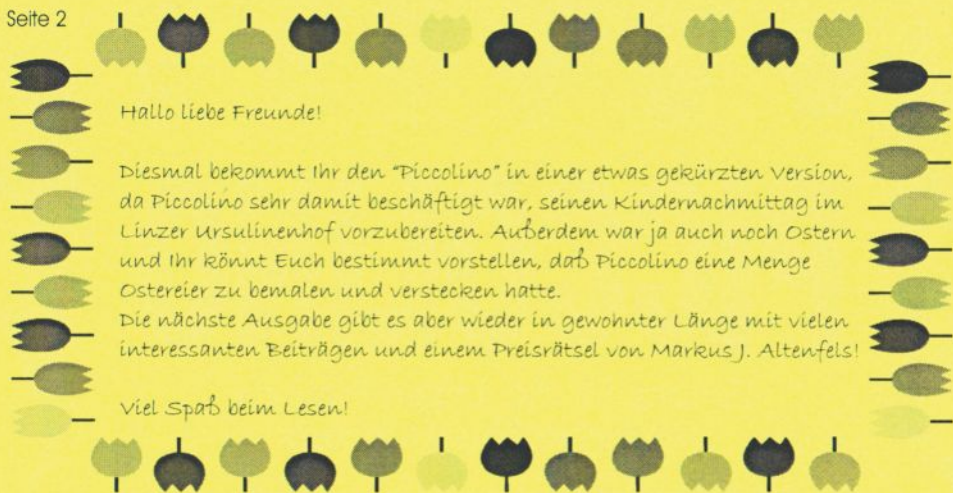 Seite 2
Hallo liebe Freunde!
Diesmal bekommt Ihr den "Piccolino" in einer etwas gekürzten Version,
da Piccolino sehr damit beschäftigt war, seinen Kindernachmittag im
Linzer Ursulinenhof vorzubereiten. Außerdem war ja auch noch Ostern
und Ihr könnt Euch bestimmt vorstellen, daß Piccolino eine Menge
Ostereier zu bemalen und verstecken hatte.
Die nächste Ausgabe gibt es aber wieder in gewohnter Länge mit vielen
interessanten Beiträgen und einem Preisrätsel von Markus J. Altenfels!
Viel Spaß beim Lesen!